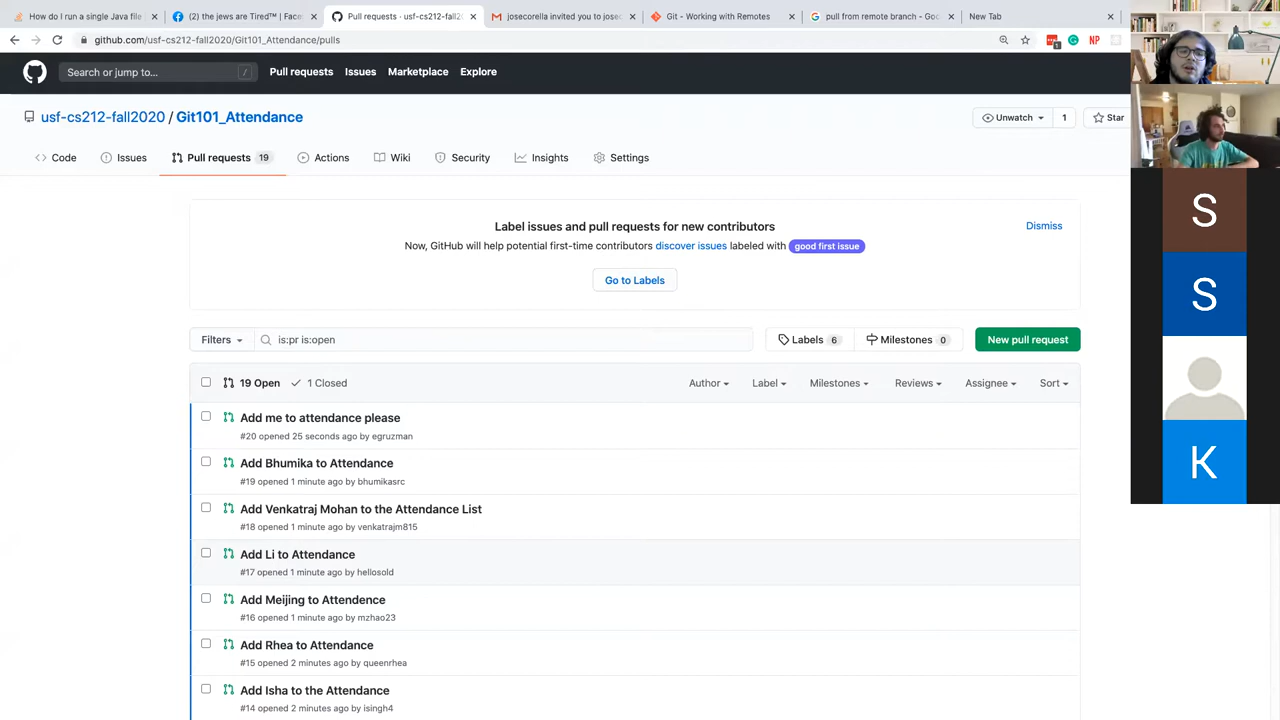 How do I run a single Java file
(2) the jews are Tired™ | Face
Pull requests · usf-cs212-fall20
josecorella invited you to josec
Git - Working with Remotes
pull from remote branch - Goo
New Tab
github.com/usf-cs212-fall2020/Git101_Attendance/pulls
1
NP
Search or jump to...
/
Pull requests
Issues
Marketplace
Explore
usf-cs212-fall2020 / Git101_Attendance
Unwatch
1
Star
Code
Issues
Pull requests 19
Actions
Wiki
Security
Insights
Settings
Label issues and pull requests for new contributors
Dismiss
Now, GitHub will help potential first-time contributors discover issues labeled with good first issue
Go to Labels
Filters
is:pr is:open
Labels 6
Milestones 0
New pull request
19 Open
1 Closed
Author
Label
Milestones
Reviews
Assignee
Sort
Add me to attendance please
#20 opened 25 seconds ago by egruzman
Add Bhumika to Attendance
#19 opened 1 minute ago by bhumikasrc
Add Venkatraj Mohan to the Attendance List
#18 opened 1 minute ago by venkatrajm815
Add Li to Attendance
#17 opened 1 minute ago by hellosold
Add Meijing to Attendence
#16 opened 1 minute ago by mzhao23
Add Rhea to Attendance
#15 opened 2 minutes ago by queenrhea
Add Isha to the Attendance
#14 opened 2 minutes ago by isingh4
S
S
K